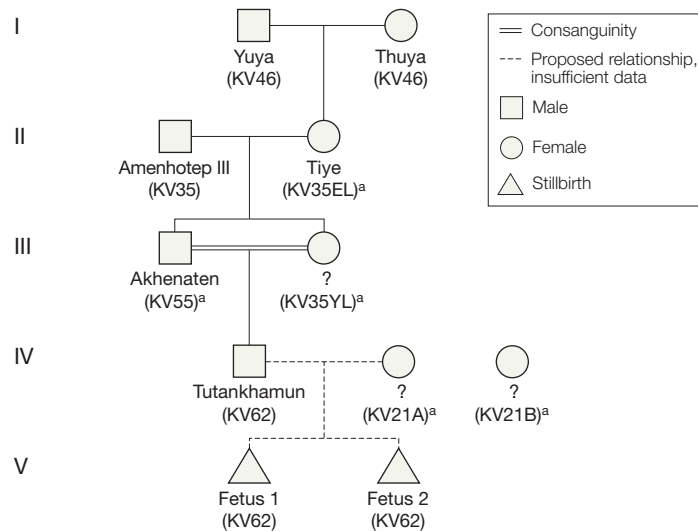 I
Yuya
(KV46)
Thuya
(KV46)
Consanguinity
Proposed relationship,
insufficient data
Male
Female
Stillbirth
II
Amenhotep III
(KV35)
Tiye
(KV35EL)ᵃ
III
Akhenaten
(KV55)ᵃ
?
(KV35YL)ᵃ
IV
Tutankhamun
(KV62)
?
(KV21A)ᵃ
?
(KV21B)ᵃ
V
Fetus 1
(KV62)
Fetus 2
(KV62)